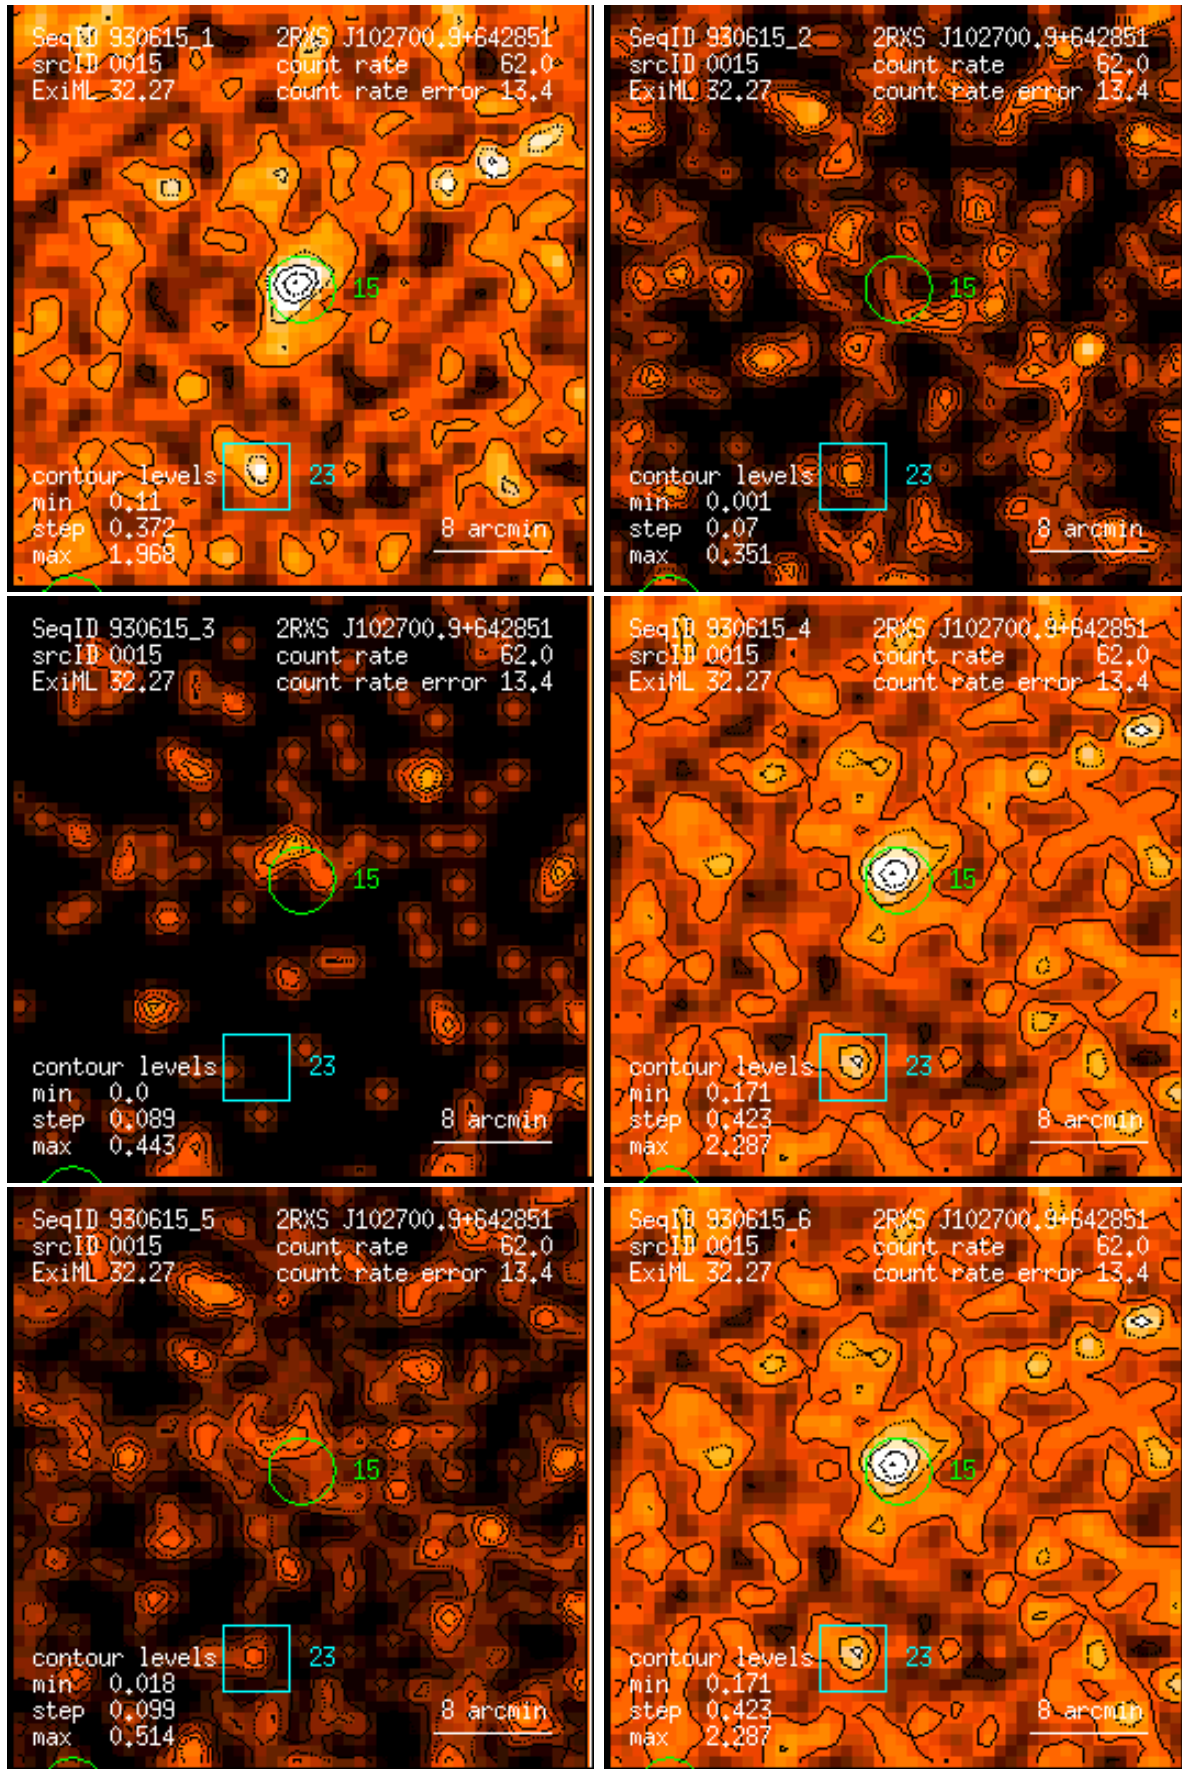 SeqID 930615_1 2RXS J102700.9+642851
srcID 0015 count rate 62.0
ExiML 32.27 count rate error 13.4
15
23
contour levels
min 0.11
step 0.372 8 arcmin
max 1.968
SeqID 930615_2 2RXS J102700.9+642851
srcID 0015 count rate 62.0
ExiML 32.27 count rate error 13.4
15
23
contour levels
min 0.001
step 0.07 8 arcmin
max 0.351
SeqID 930615_3 2RXS J102700.9+642851
srcID 0015 count rate 62.0
ExiML 32.27 count rate error 13.4
15
23
contour levels
min 0.0
step 0.089 8 arcmin
max 0.443
SeqID 930615_4 2RXS J102700.9+642851
srcID 0015 count rate 62.0
ExiML 32.27 count rate error 13.4
15
23
contour levels
min 0.171
step 0.423 8 arcmin
max 2.287
SeqID 930615_5 2RXS J102700.9+642851
srcID 0015 count rate 62.0
ExiML 32.27 count rate error 13.4
15
23
contour levels
min 0.018
step 0.099 8 arcmin
max 0.514
SeqID 930615_6 2RXS J102700.9+642851
srcID 0015 count rate 62.0
ExiML 32.27 count rate error 13.4
15
23
contour levels
min 0.171
step 0.423 8 arcmin
max 2.287